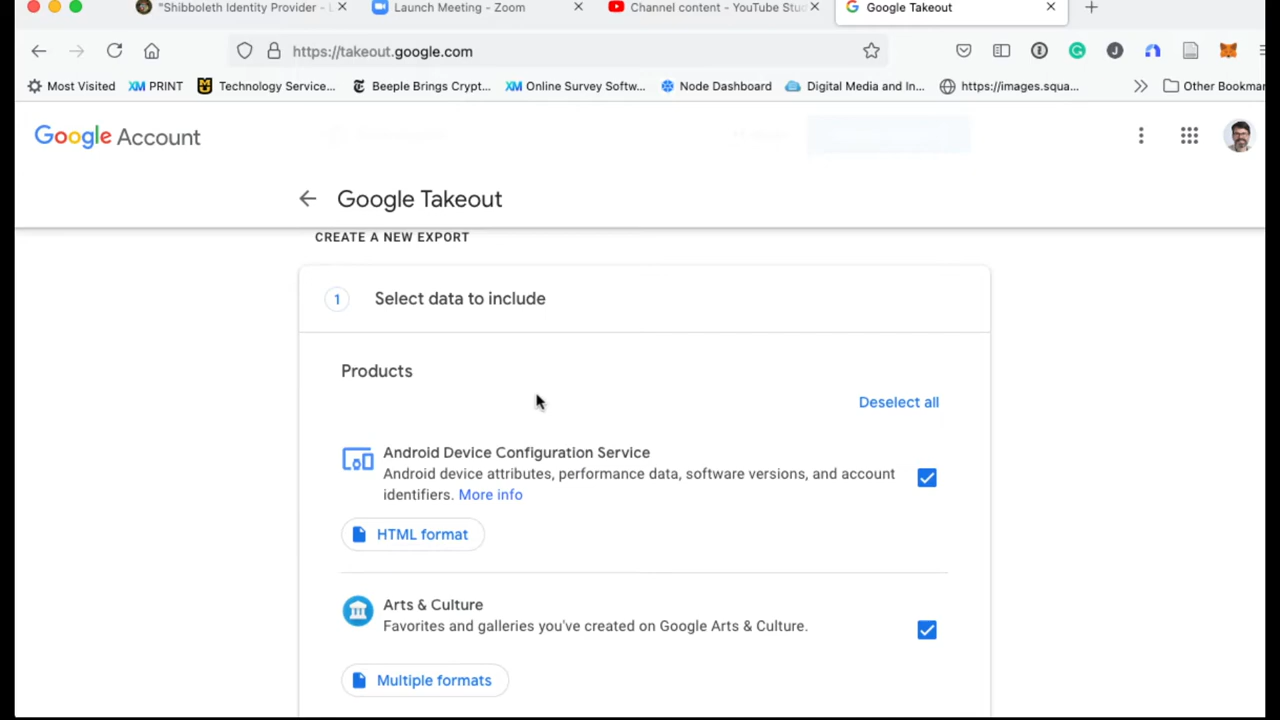 "Shibboleth Identity Provider - L
Launch Meeting - Zoom
Channel content - YouTube Stu
Google Takeout
https://takeout.google.com
Most Visited
XM PRINT
Technology Service...
Beeple Brings Crypt...
XM Online Survey Softw...
Node Dashboard
Digital Media and In...
https://images.squa...
Other Bookmar
Google Account
Google Takeout
CREATE A NEW EXPORT
1 Select data to include
Products
Deselect all
Android Device Configuration Service
Android device attributes, performance data, software versions, and account
identifiers. More info
HTML format
Arts & Culture
Favorites and galleries you've created on Google Arts & Culture.
Multiple formats